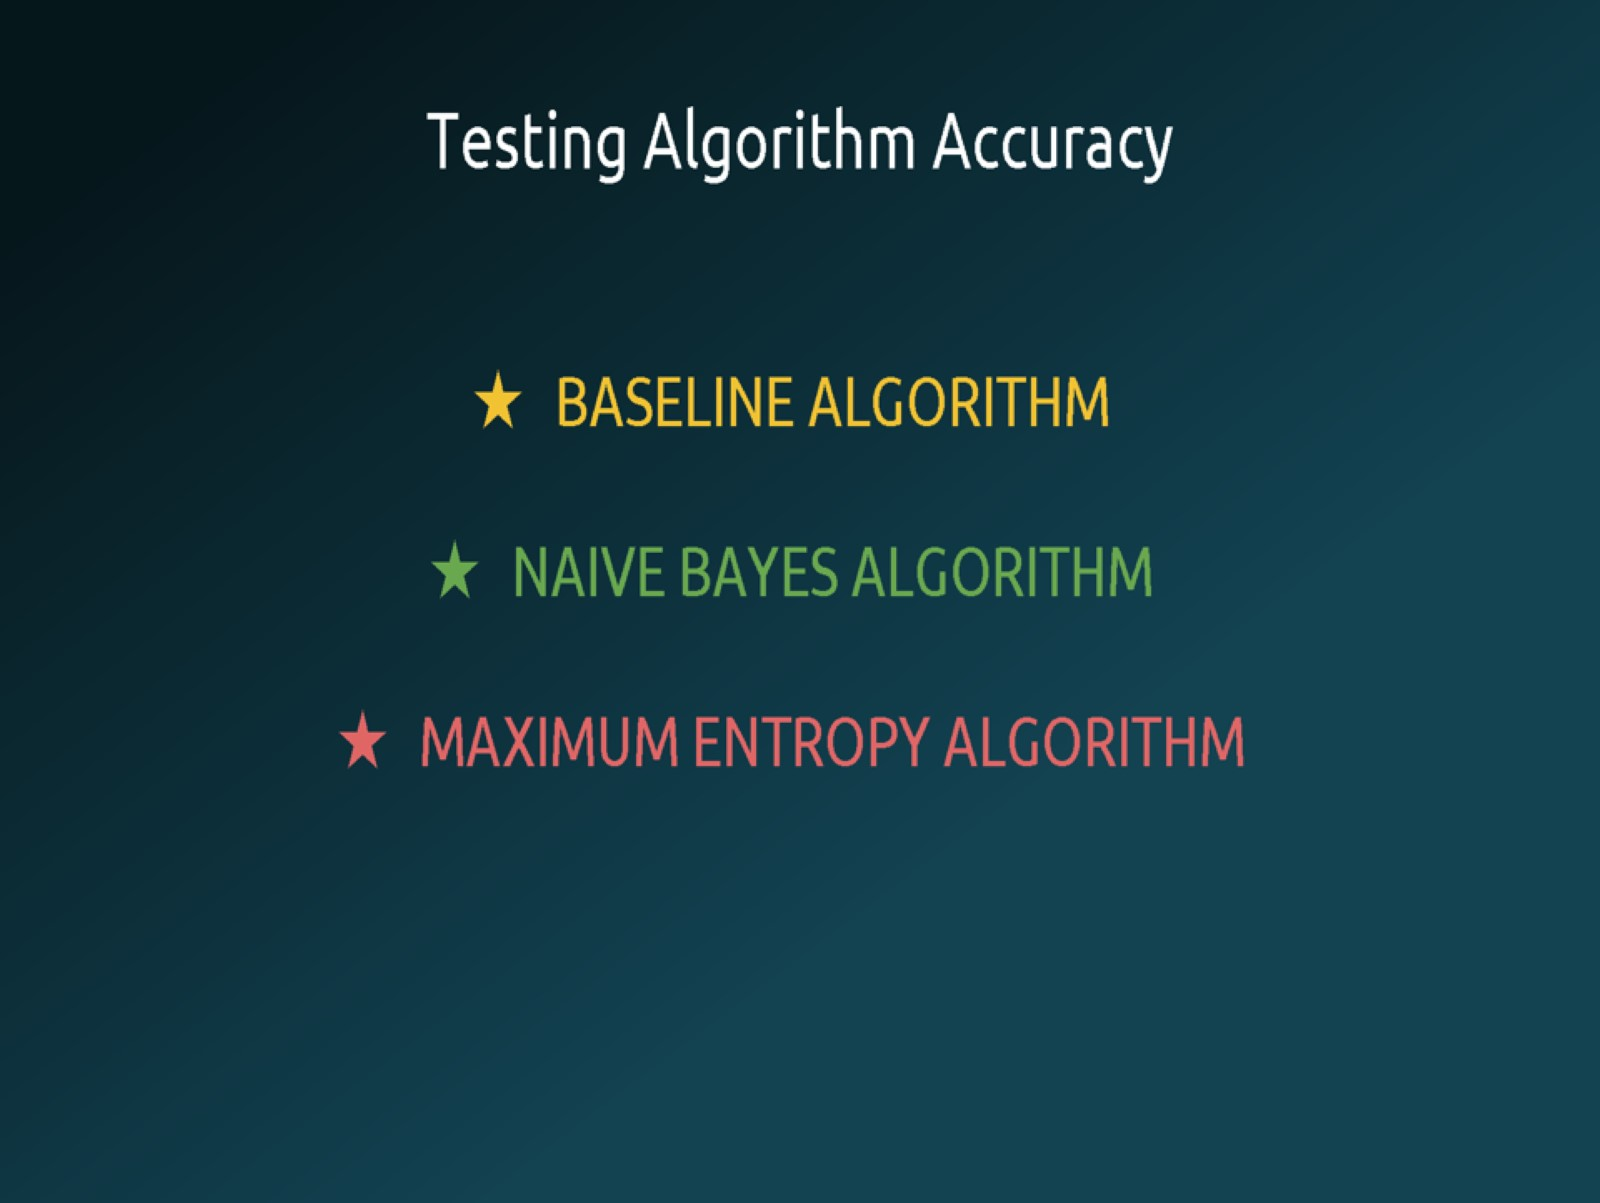 Testing Algorithm Accuracy
★ BASELINE ALGORITHM
★ NAIVE BAYES ALGORITHM
★ MAXIMUM ENTROPY ALGORITHM